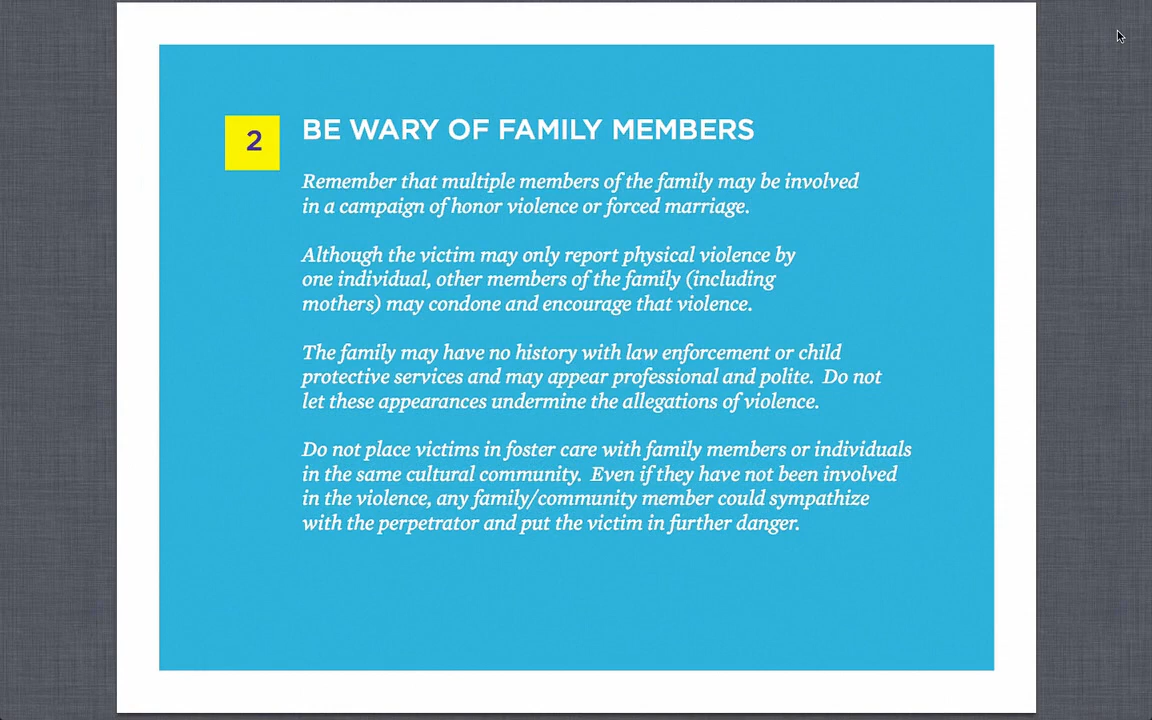 2
BE WARY OF FAMILY MEMBERS
Remember that multiple members of the family may be involved
in a campaign of honor violence or forced marriage.
Although the victim may only report physical violence by
one individual, other members of the family (including
mothers) may condone and encourage that violence.
The family may have no history with law enforcement or child
protective services and may appear professional and polite.  Do not
let these appearances undermine the allegations of violence.
Do not place victims in foster care with family members or individuals
in the same cultural community.  Even if they have not been involved
in the violence, any family/community member could sympathize
with the perpetrator and put the victim in further danger.